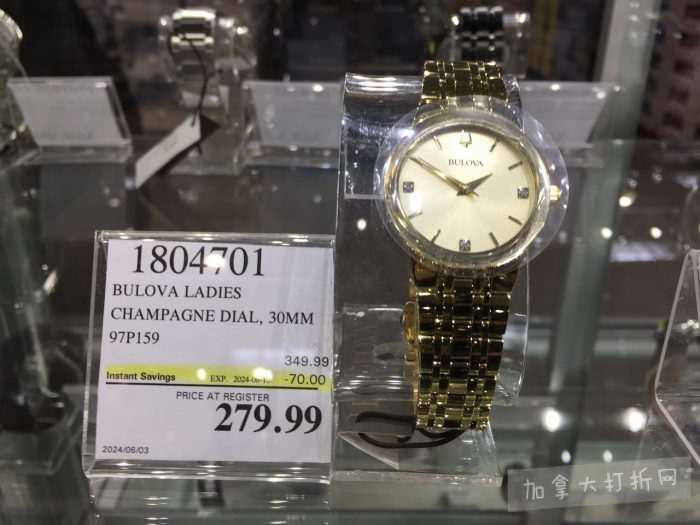 BULOVA
1804701
BULOVA LADIES
CHAMPAGNE DIAL, 30MM
97P159
349.99
Instant Savings EXP. -70.00
PRICE AT REGISTER
279.99
2024/06/03
加拿大打折网